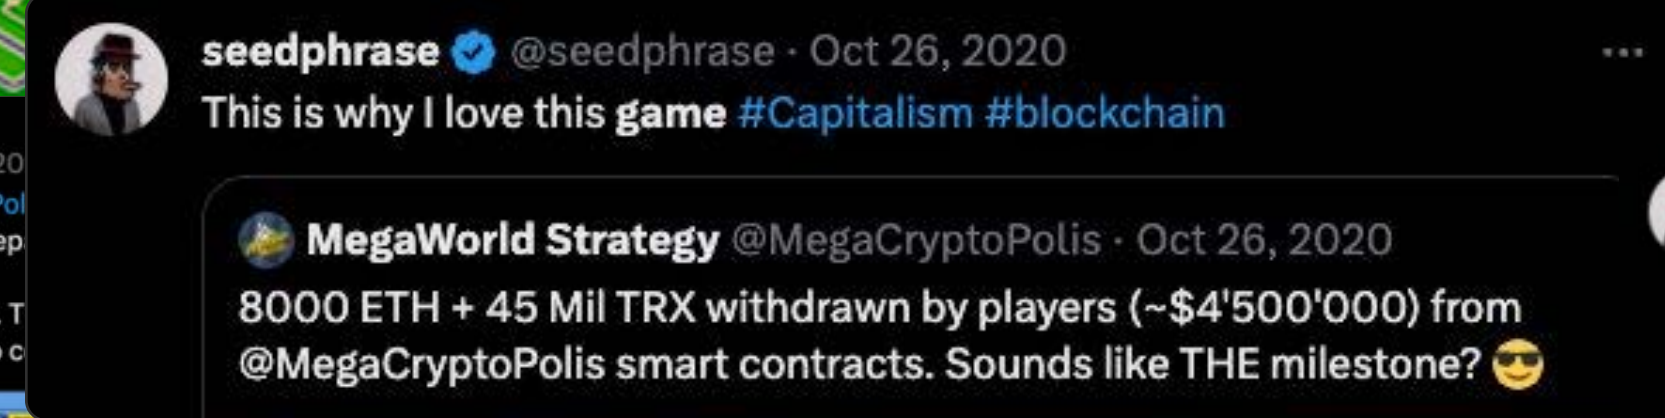 seedphrase @seedphrase · Oct 26, 2020
This is why I love this game #Capitalism #blockchain
MegaWorld Strategy @MegaCryptoPolis · Oct 26, 2020
8000 ETH + 45 Mil TRX withdrawn by players (~$4'500'000) from
@MegaCryptoPolis smart contracts. Sounds like THE milestone? 😎